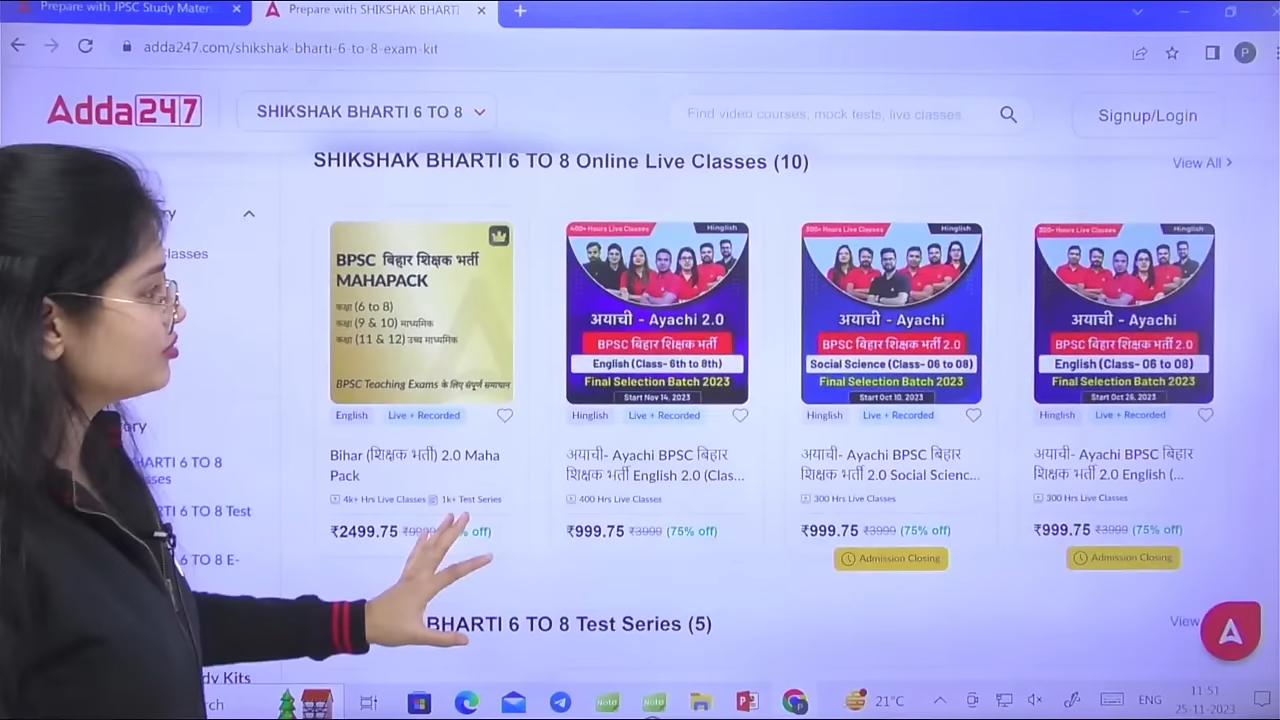 Prepare with JPSC Study Mater
Prepare with SHIKSHAK BHARTI
adda247.com/shikshak-bharti-6-to-8-exam-kit
P
Adda247
SHIKSHAK BHARTI 6 TO 8
Find video courses, mock tests, live classes
Signup/Login
SHIKSHAK BHARTI 6 TO 8 Online Live Classes (10)
View All
ry
lasses
ory
HARTI 6 TO 8
sses
RTI 6 TO 8 Test
6 TO 8 E-
dy Kits
BPSC बिहार शिक्षक भर्ती
MAHAPACK
कक्षा (6 to 8)
कक्षा (9 & 10) माध्यमिक
कक्षा (11 & 12) उच्च माध्यमिक
BPSC Teaching Exams के लिए संपूर्ण समाधान
English Live + Recorded
Bihar (शिक्षक भर्ती) 2.0 Maha
Pack
4k+ Hrs Live Classes 1k+ Test Series
₹2499.75 off)
400+ Hours Live Classes Hinglish
अयाची - Ayachi 2.0
BPSC बिहार शिक्षक भर्ती
English (Class- 6th to 8th)
Final Selection Batch 2023
Start Nov 14, 2023
Hinglish Live + Recorded
अयाची- Ayachi BPSC बिहार
शिक्षक भर्ती English 2.0 (Clas...
400 Hrs Live Classes
₹999.75 ₹3999 (75% off)
300+ Hours Live Classes Hinglish
अयाची - Ayachi
BPSC बिहार शिक्षक भर्ती 2.0
Social Science (Class- 06 to 08)
Final Selection Batch 2023
Start Oct 10, 2023
Hinglish Live + Recorded
अयाची- Ayachi BPSC बिहार
शिक्षक भर्ती 2.0 Social Scienc...
300 Hrs Live Classes
₹999.75 ₹3999 (75% off)
Admission Closing
300+ Hours Live Classes Hinglish
अयाची - Ayachi
BPSC बिहार शिक्षक भर्ती 2.0
English (Class- 06 to 08)
Final Selection Batch 2023
Start Oct 26, 2023
Hinglish Live + Recorded
अयाची- Ayachi BPSC बिहार
शिक्षक भर्ती 2.0 English (...
300 Hrs Live Classes
₹999.75 ₹3999 (75% off)
Admission Closing
BHARTI 6 TO 8 Test Series (5)
View
rch
21°C
ENG
11:51
25-11-2023